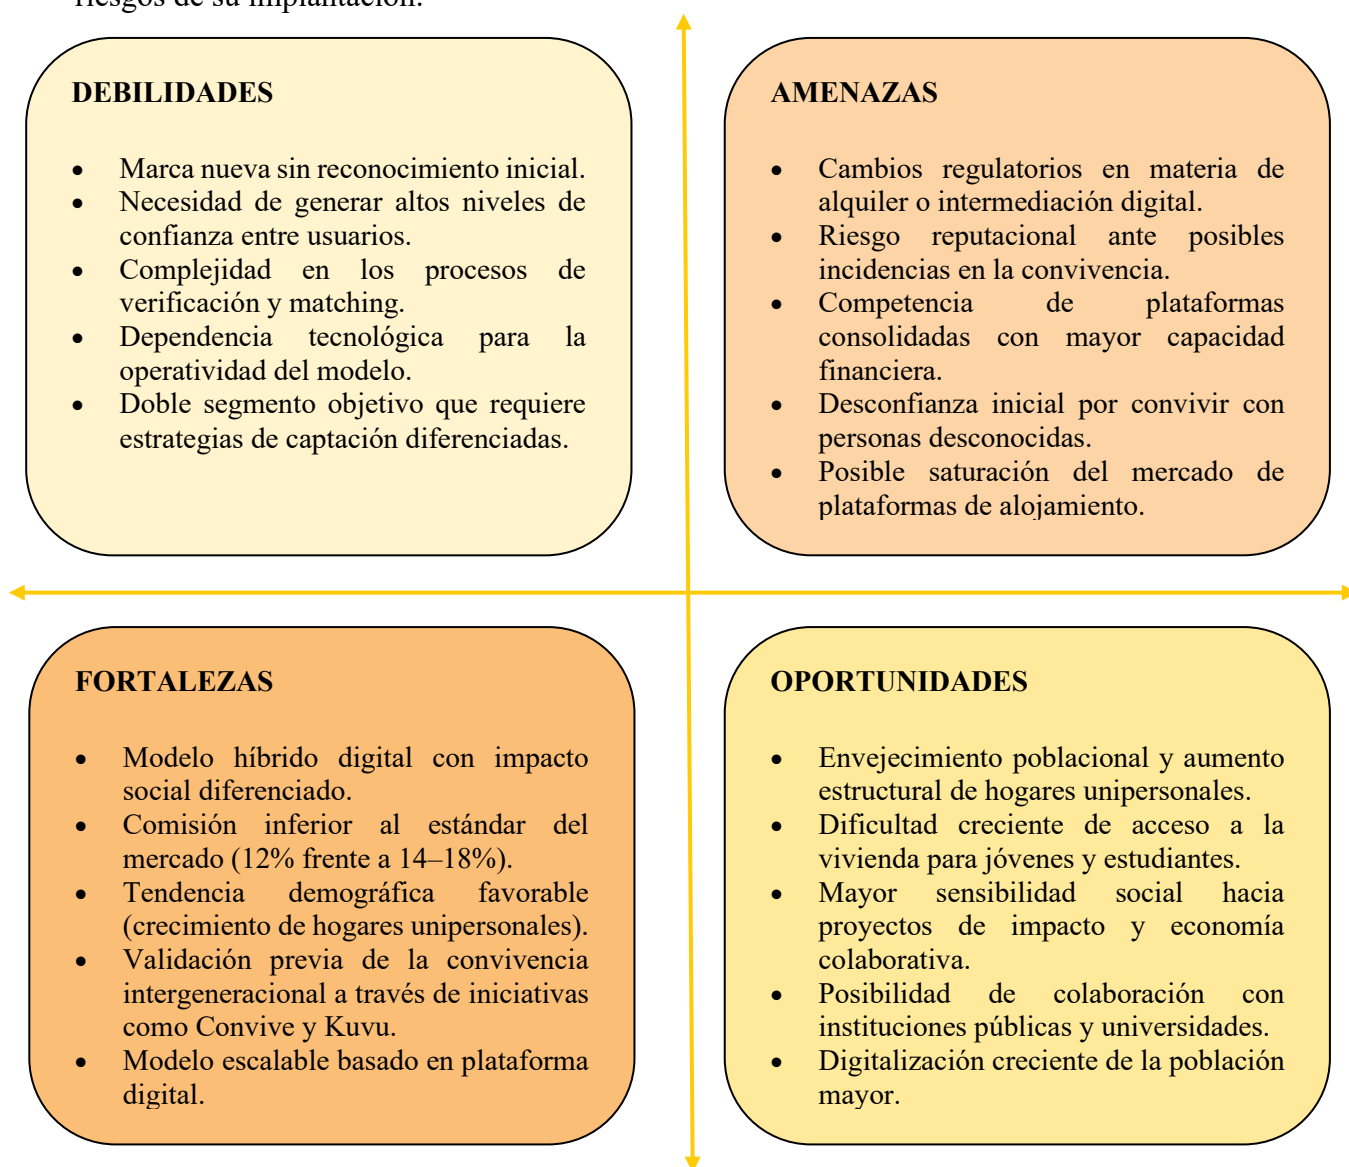 riesgos de su implantación.
DEBILIDADES
• Marca nueva sin reconocimiento inicial.
• Necesidad de generar altos niveles de
confianza entre usuarios.
• Complejidad en los procesos de
verificación y matching.
• Dependencia tecnológica para la
operatividad del modelo.
• Doble segmento objetivo que requiere
estrategias de captación diferenciadas.
AMENAZAS
• Cambios regulatorios en materia de
alquiler o intermediación digital.
• Riesgo reputacional ante posibles
incidencias en la convivencia.
• Competencia de plataformas
consolidadas con mayor capacidad
financiera.
• Desconfianza inicial por convivir con
personas desconocidas.
• Posible saturación del mercado de
plataformas de alojamiento.
FORTALEZAS
• Modelo híbrido digital con impacto
social diferenciado.
• Comisión inferior al estándar del
mercado (12% frente a 14–18%).
• Tendencia demográfica favorable
(crecimiento de hogares unipersonales).
• Validación previa de la convivencia
intergeneracional a través de iniciativas
como Convive y Kuvu.
• Modelo escalable basado en plataforma
digital.
OPORTUNIDADES
• Envejecimiento poblacional y aumento
estructural de hogares unipersonales.
• Dificultad creciente de acceso a la
vivienda para jóvenes y estudiantes.
• Mayor sensibilidad social hacia
proyectos de impacto y economía
colaborativa.
• Posibilidad de colaboración con
instituciones públicas y universidades.
• Digitalización creciente de la población
mayor.